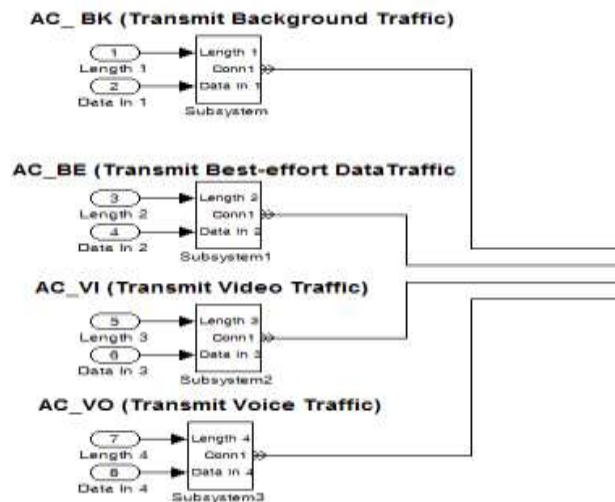 AC_ BK (Transmit Background Traffic)
1
Length 1
Length 1
Conn1
2
Data In 1
Data In 1
Subsystem
AC_BE (Transmit Best-effort DataTraffic
3
Length 2
Length 2
Conn1
4
Data In 2
Data In 2
Subsystem1
AC_VI (Transmit Video Traffic)
5
Length 3
Length 3
Conn1
6
Data In 3
Data In 3
Subsystem2
AC_VO (Transmit Voice Traffic)
7
Length 4
Length 4
Conn1
8
Data In 4
Data In 4
Subsystem3